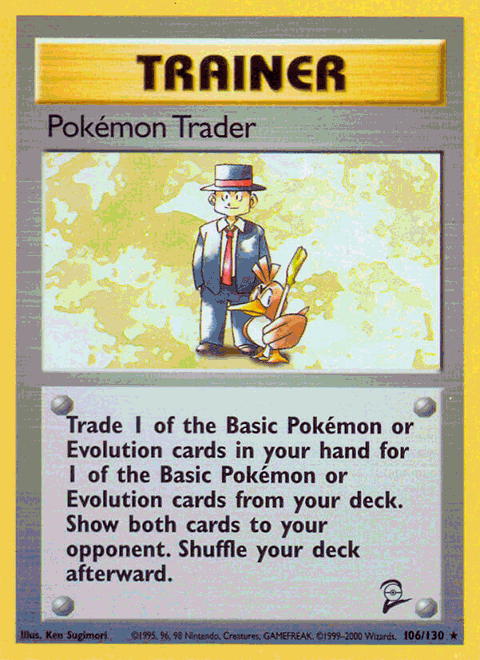 TRAINER
Pokémon Trader
Trade 1 of the Basic Pokémon or
Evolution cards in your hand for
1 of the Basic Pokémon or
Evolution cards from your deck.
Show both cards to your
opponent. Shuffle your deck
afterward.
Illus. Ken Sugimori ©1995, 96, 98 Nintendo, Creatures, GAMEFREAK. ©1999-2000 Wizards. 106/130 ★